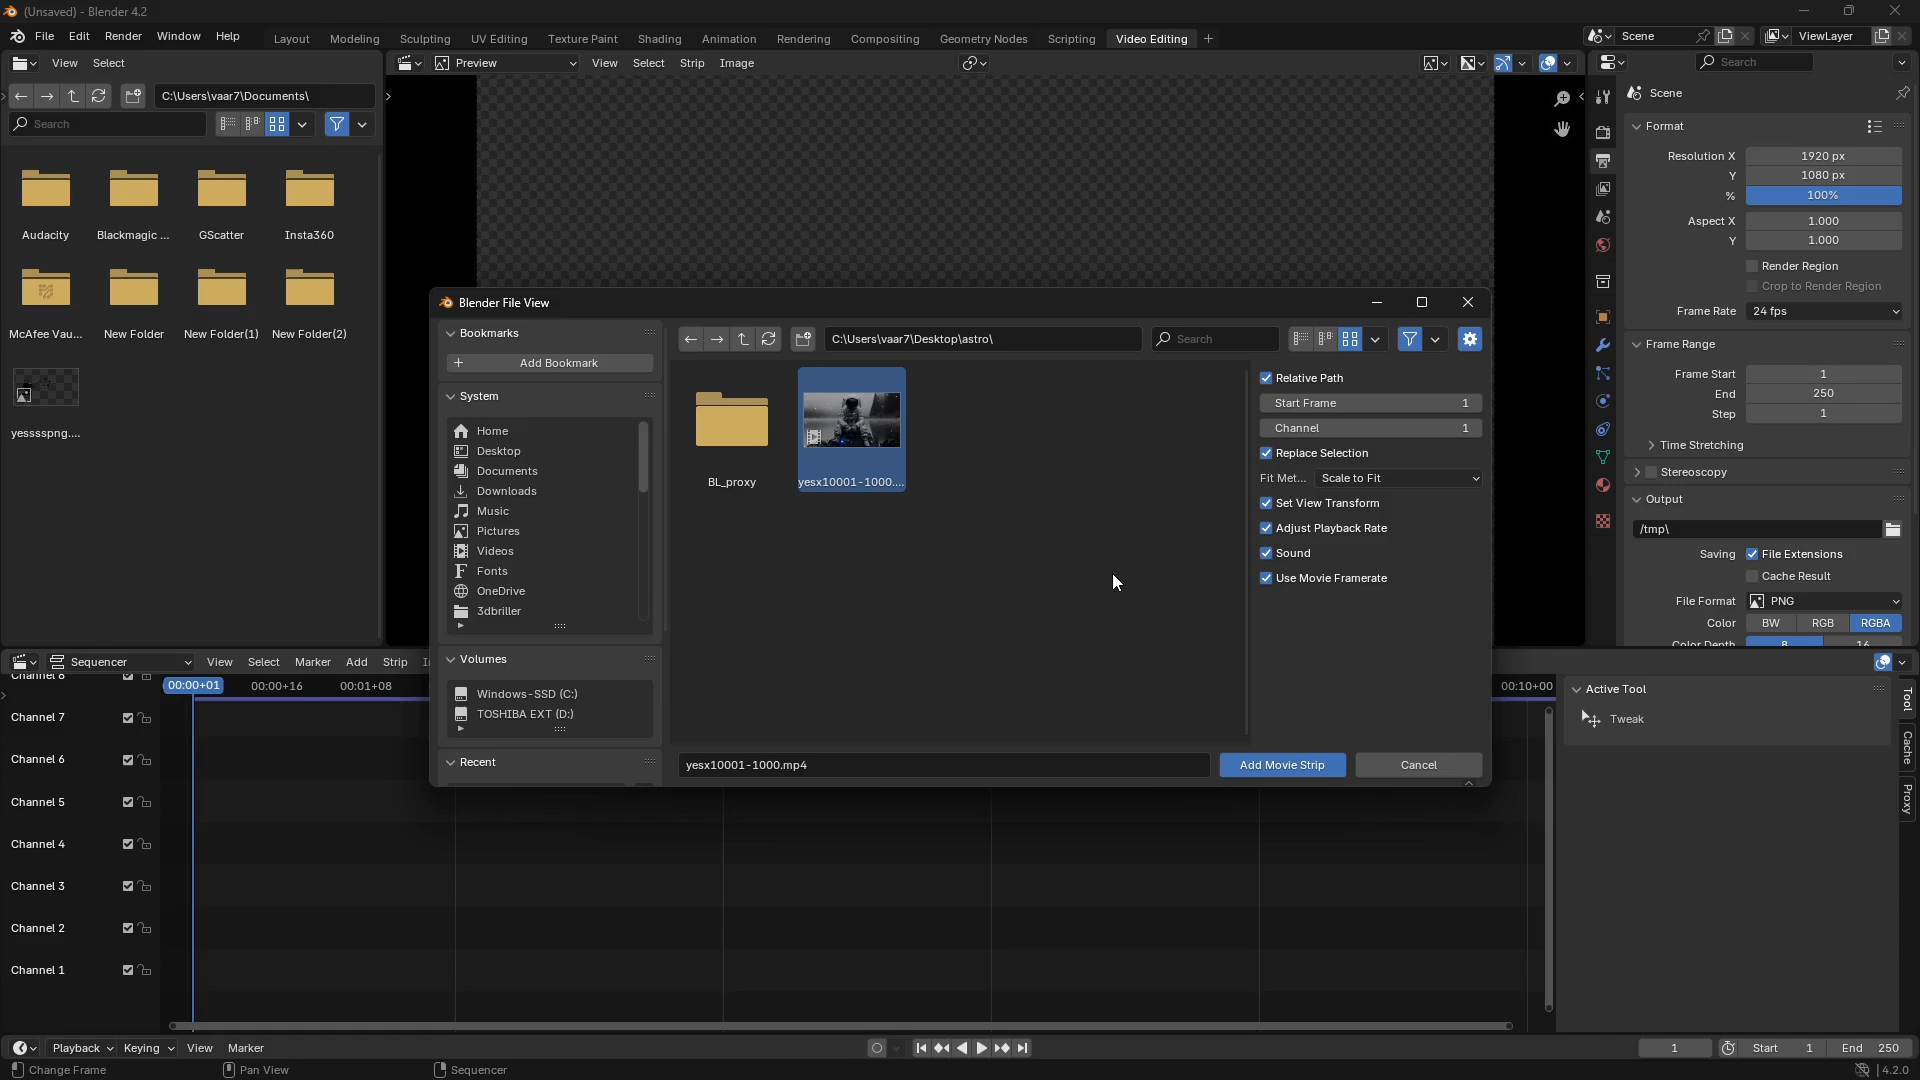 (Unsaved) - Blender 4.2
File Edit Render Window Help
Layout Modeling Sculpting UV Editing Texture Paint Shading Animation Rendering Compositing Geometry Nodes Scripting Video Editing +
Scene
ViewLayer
View Select
Preview View Select Strip Image
Search
C:\Users\vaar7\Documents\
Search
Audacity Blackmagic ... GScatter Insta360
McAfee Vau... New Folder New Folder(1) New Folder(2)
yesssspng....
Scene
Format
Resolution X 1920 px
Y 1080 px
% 100%
Aspect X 1.000
Y 1.000
Render Region
Crop to Render Region
Frame Rate 24 fps
Frame Range
Frame Start 1
End 250
Step 1
Time Stretching
Stereoscopy
Output
/tmp\
Saving File Extensions
Cache Result
File Format PNG
Color BW RGB RGBA
Color Depth 8 16
Blender File View
Bookmarks
Add Bookmark
System
Home
Desktop
Documents
Downloads
Music
Pictures
Videos
Fonts
OneDrive
3dbriller
Volumes
Windows-SSD (C:)
TOSHIBA EXT (D:)
Recent
C:\Users\vaar7\Desktop\astro\
Search
BL_proxy yesx10001-1000....
Relative Path
Start Frame 1
Channel 1
Replace Selection
Fit Met... Scale to Fit
Set View Transform
Adjust Playback Rate
Sound
Use Movie Framerate
yesx10001-1000.mp4
Add Movie Strip
Cancel
Sequencer View Select Marker Add Strip
00:00+01 00:00+16 00:01+08 00:10+00
Channel 8
Channel 7
Channel 6
Channel 5
Channel 4
Channel 3
Channel 2
Channel 1
Active Tool
Tweak
Tool
Cache
Proxy
Playback Keying View Marker
1
Start 1
End 250
Change Frame Pan View Sequencer
4.2.0